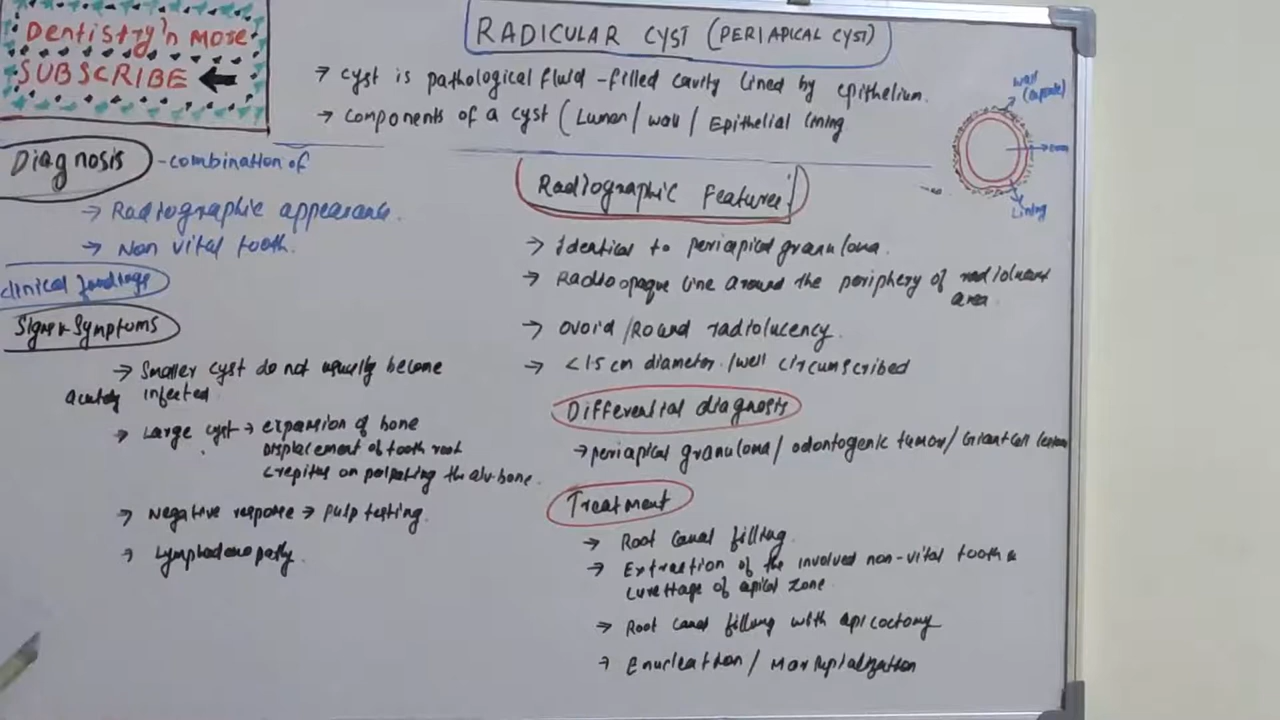 Dentistry'n more
SUBSCRIBE
RADICULAR CYST (PERIAPICAL CYST)
→ cyst is pathological fluid-filled cavity lined by epithelium.
→ components of a cyst (Lumen/wall/Epithelial lining
wall
(capsule)
Lining
Diagnosis - combination of
→ Radiographic appearance.
→ Non vital tooth.
clinical findings
Signs & Symptoms
→ Smaller cyst do not usually become
acutely infected.
→ Large cyst → expansion of bone
Displacement of tooth root
crepitus on palpating the alv. bone.
→ Negative response → pulp testing.
→ Lymphadenopathy.
Radiographic Features
→ identical to periapical granuloma.
→ Radioopaque line around the periphery of radiolucent
area
→ ovoid/Round radiolucency.
→ <1.5 cm diameter./well circumscribed
Differential diagnosis
→ periapical granuloma/odontogenic tumor/Giant cell lesion
Treatment
→ Root canal filling.
→ Extraction of the involved non-vital tooth &
curettage of apical zone
→ Root canal filling with apicoctomy
→ Enucleation/Marsupialization